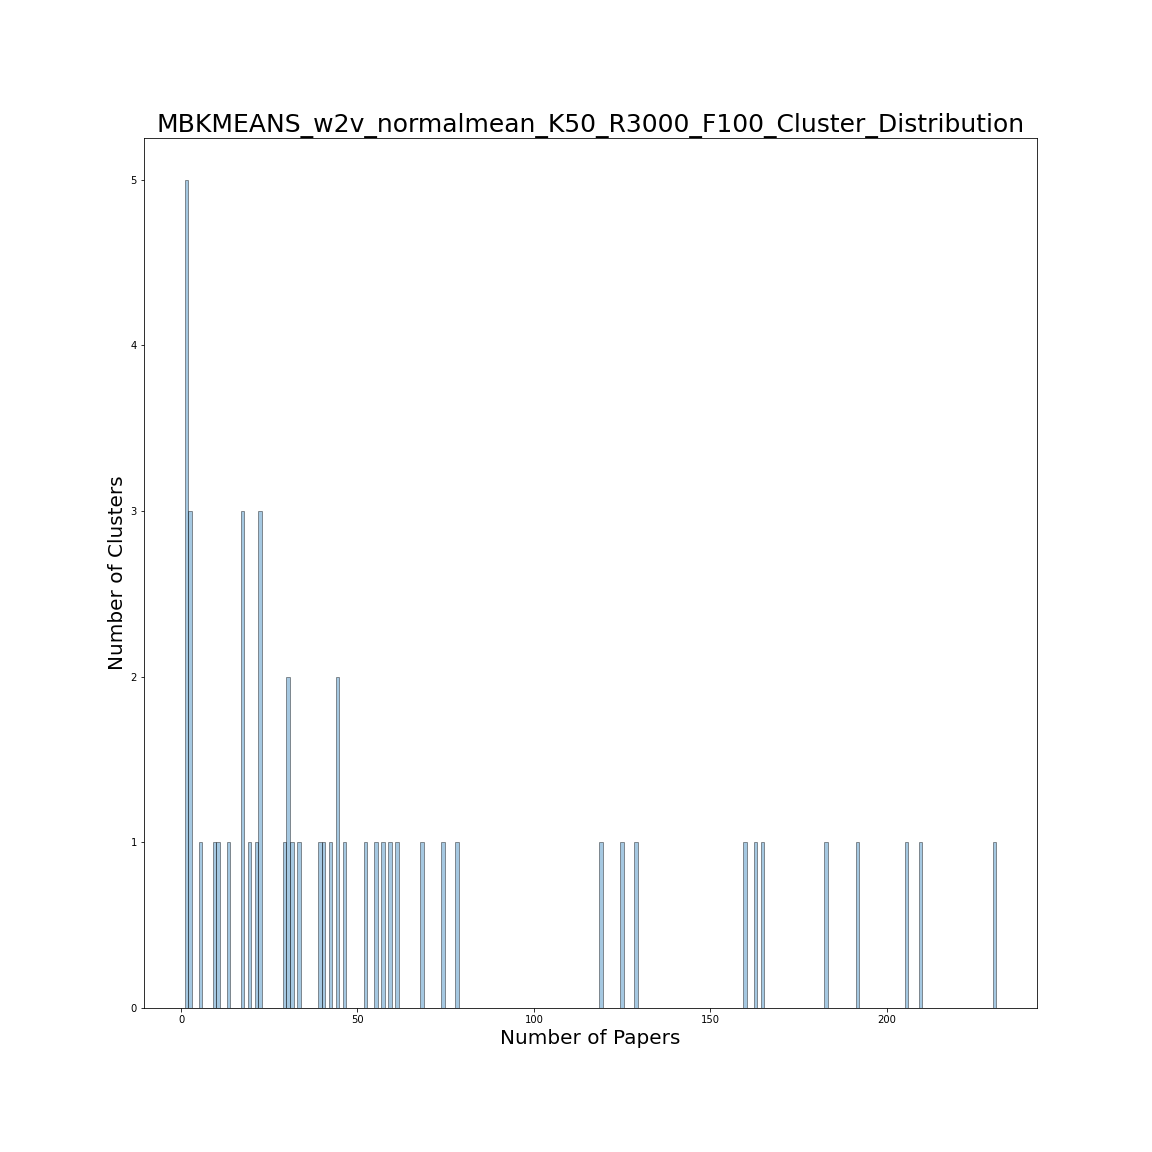 MBKMEANS_w2v_normalmean_K50_R3000_F100_Cluster_Distribution
5
4
3
2
1
0
Number of Clusters
0 50 100 150 200
Number of Papers